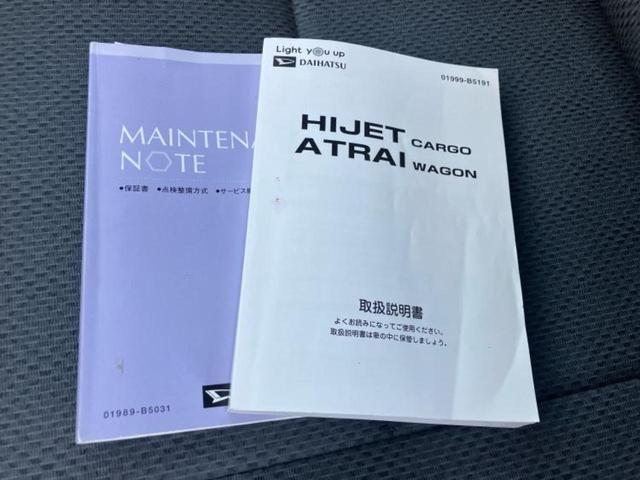 MAINTENA
NOTE
●保証書 ●点検整備方式 ●サービス
01989-B5031
Light you up
DAIHATSU
01999-B5191
HIJET CARGO
ATRAI WAGON
取扱説明書
よくお読みになってご使用ください。
取扱説明書は車の中に保管しましょう。